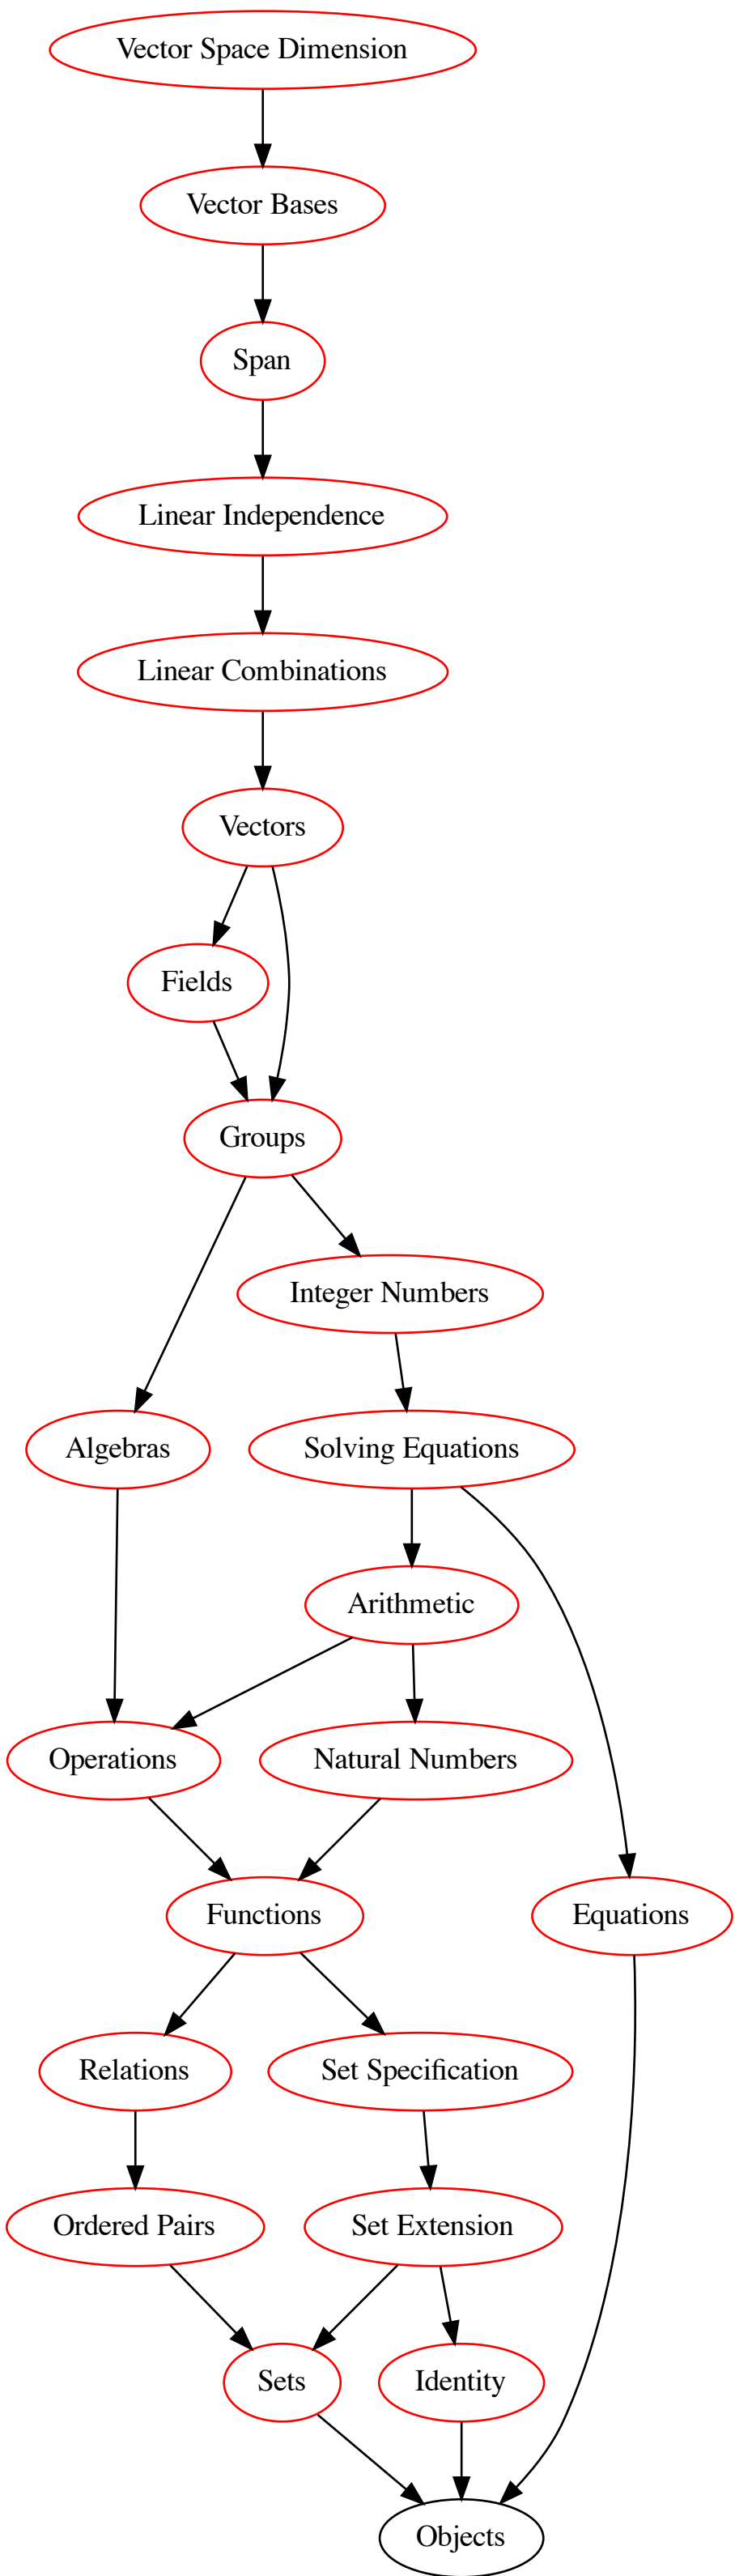 Vector Space Dimension
Vector Bases
Span
Linear Independence
Linear Combinations
Vectors
Fields
Groups
Integer Numbers
Algebras
Solving Equations
Arithmetic
Operations
Natural Numbers
Functions
Equations
Relations
Set Specification
Ordered Pairs
Set Extension
Sets
Identity
Objects